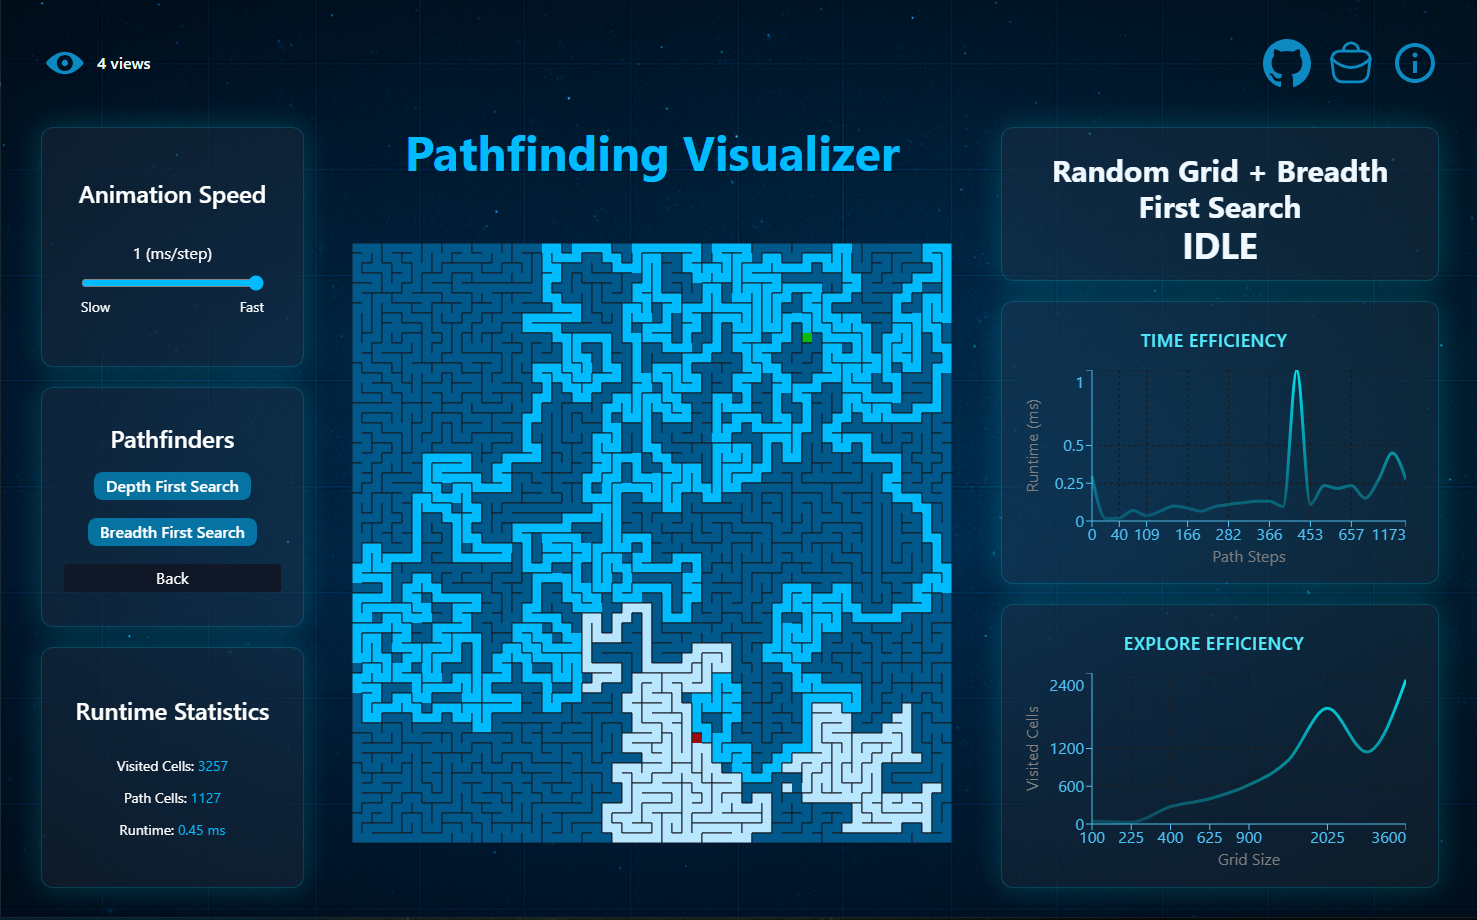 4 views
Animation Speed
1 (ms/step)
Slow Fast
Pathfinders
Depth First Search
Breadth First Search
Back
Runtime Statistics
Visited Cells: 3257
Path Cells: 1127
Runtime: 0.45 ms
Pathfinding Visualizer
Random Grid + Breadth
First Search
IDLE
TIME EFFICIENCY
Runtime (ms)
1
0.5
0.25
0
0 40 109 166 282 366 453 657 1173
Path Steps
EXPLORE EFFICIENCY
Visited Cells
2400
1200
600
0
100 225 400 625 900 2025 3600
Grid Size